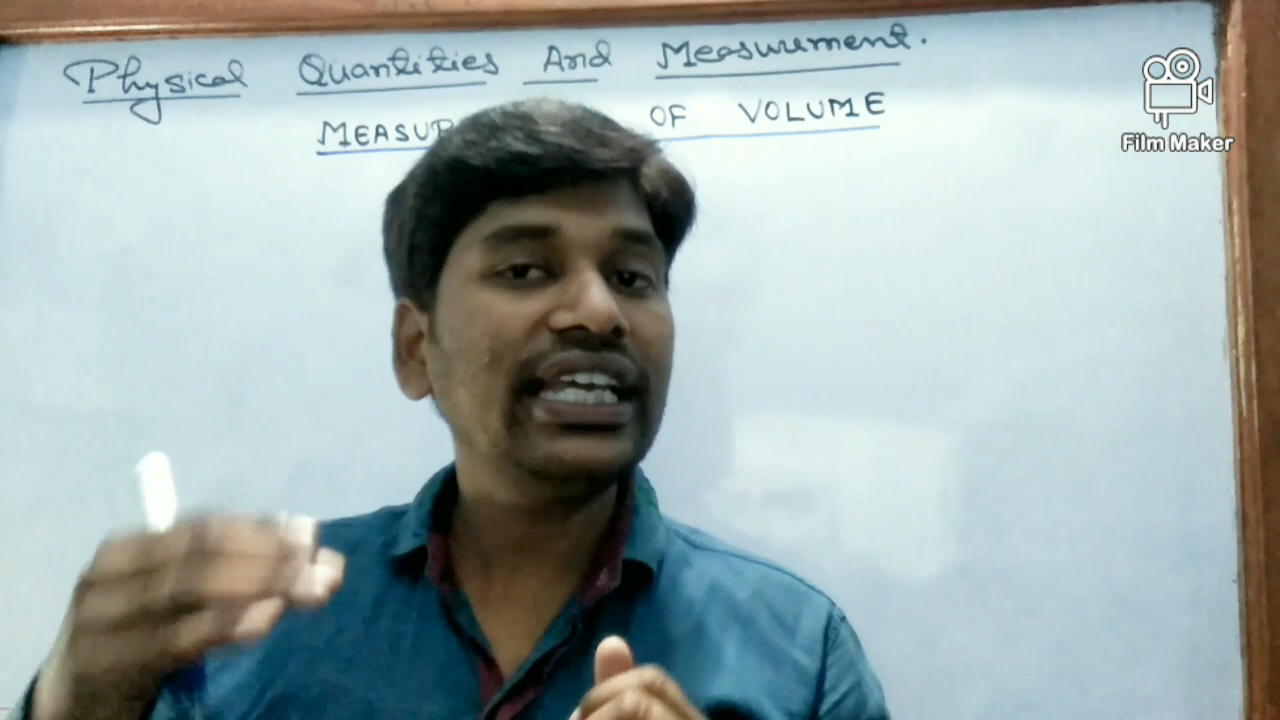 Physical Quantities And Measurement.
MEASUR OF VOLUME
Film Maker